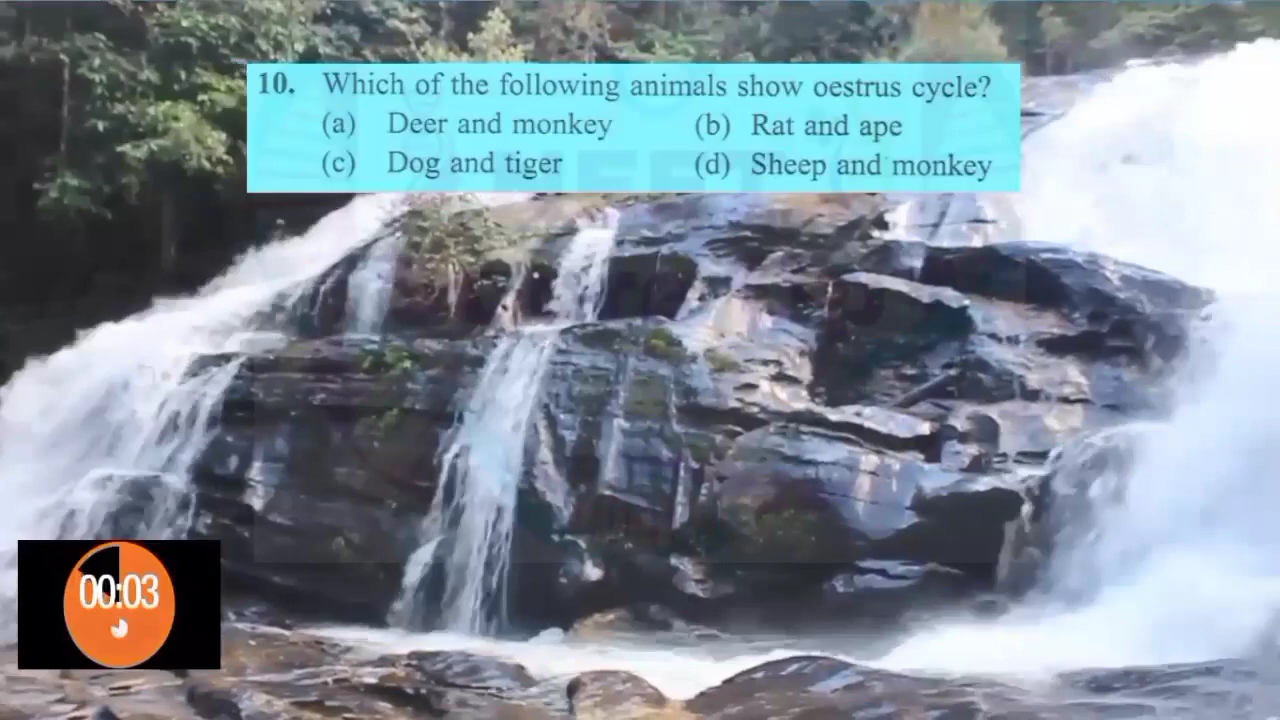 10. Which of the following animals show oestrus cycle?
(a) Deer and monkey (b) Rat and ape
(c) Dog and tiger (d) Sheep and monkey
00:03